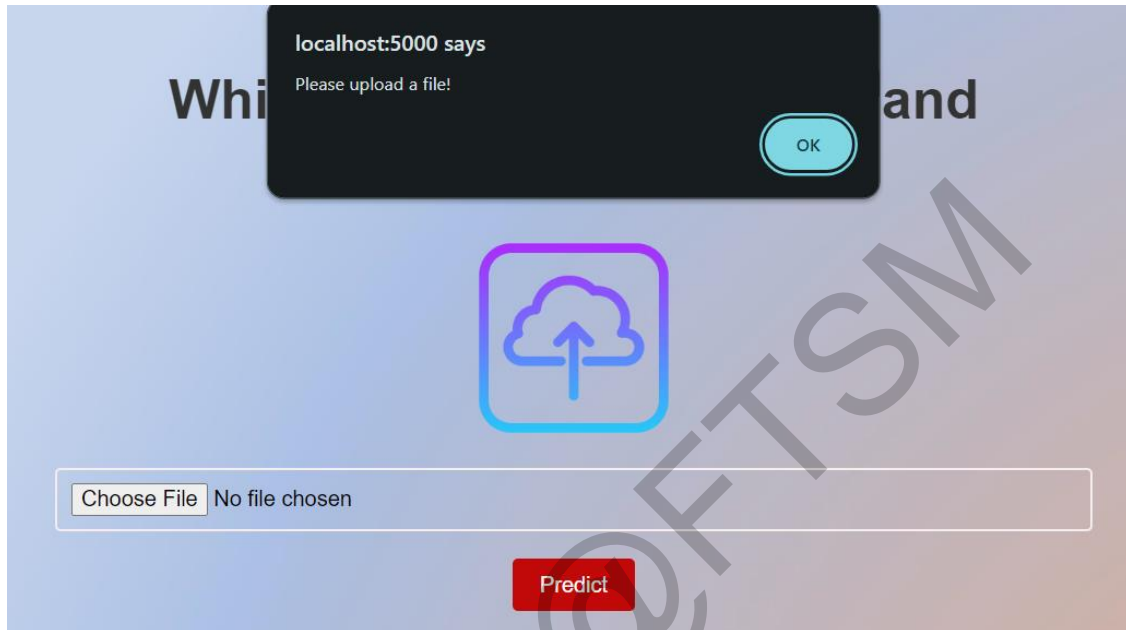 localhost:5000 says
Please upload a file!
OK
Whi and
Choose File No file chosen
Predict
@FTSM